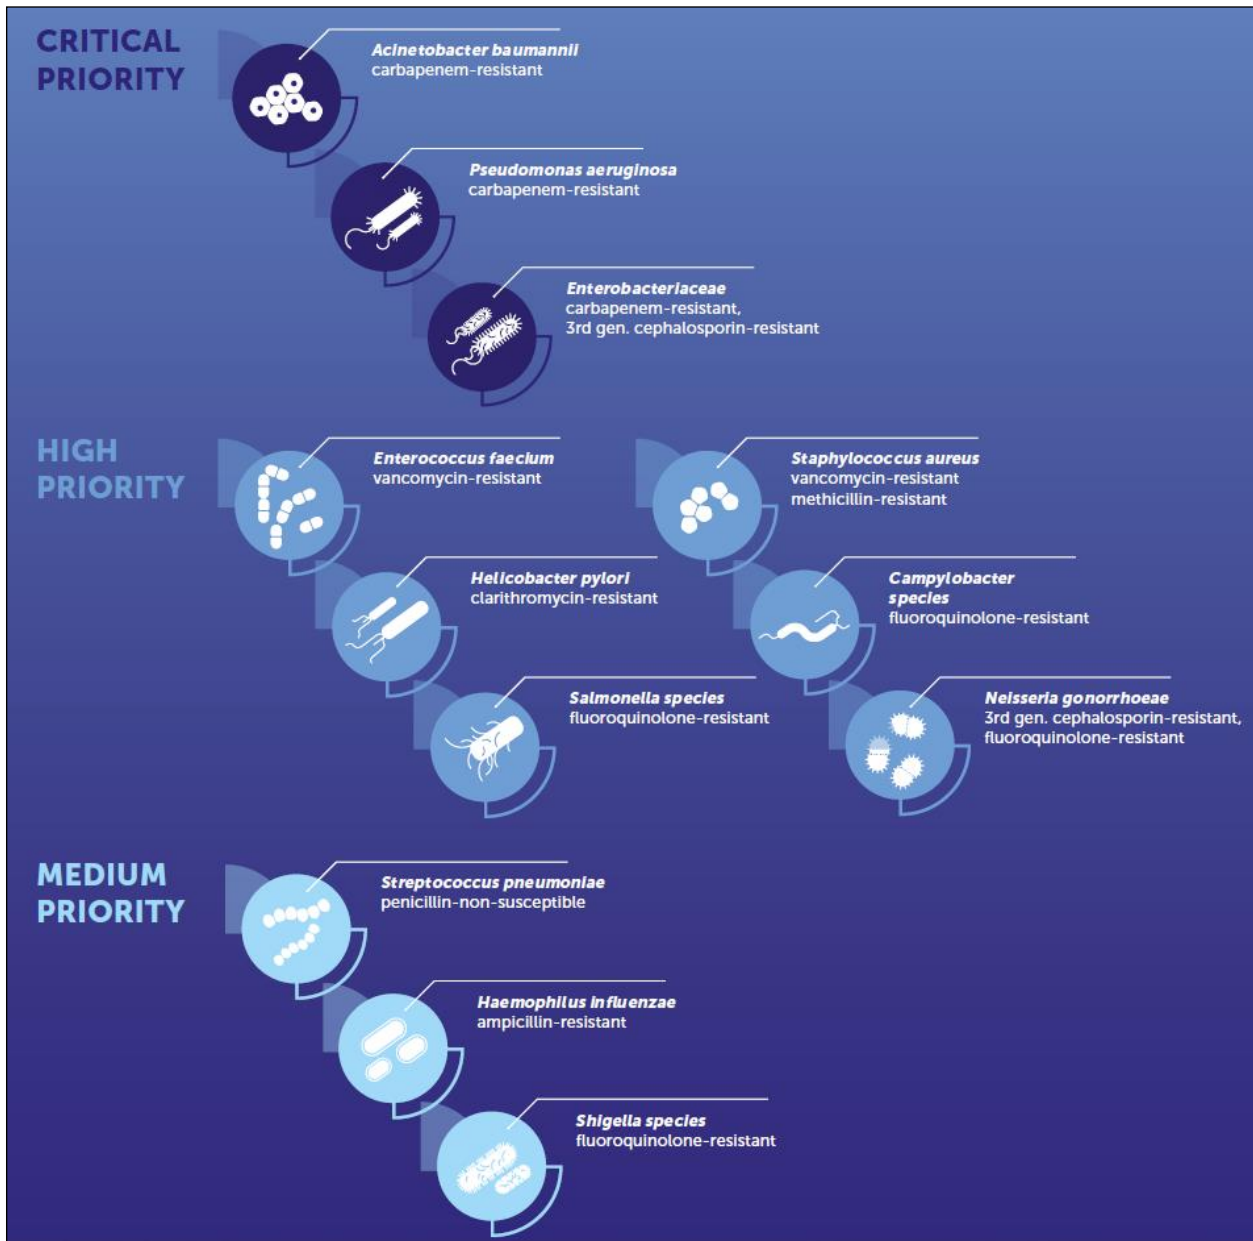 CRITICAL
PRIORITY
Acinetobacter baumannii
carbapenem-resistant
Pseudomonas aeruginosa
carbapenem-resistant
Enterobacteriaceae
carbapenem-resistant,
3rd gen. cephalosporin-resistant
HIGH
PRIORITY
Enterococcus faecium
vancomycin-resistant
Helicobacter pylori
clarithromycin-resistant
Salmonella species
fluoroquinolone-resistant
Staphylococcus aureus
vancomycin-resistant
methicillin-resistant
Campylobacter
species
fluoroquinolone-resistant
Neisseria gonorrhoeae
3rd gen. cephalosporin-resistant,
fluoroquinolone-resistant
MEDIUM
PRIORITY
Streptococcus pneumoniae
penicillin-non-susceptible
Haemophilus influenzae
ampicillin-resistant
Shigella species
fluoroquinolone-resistant